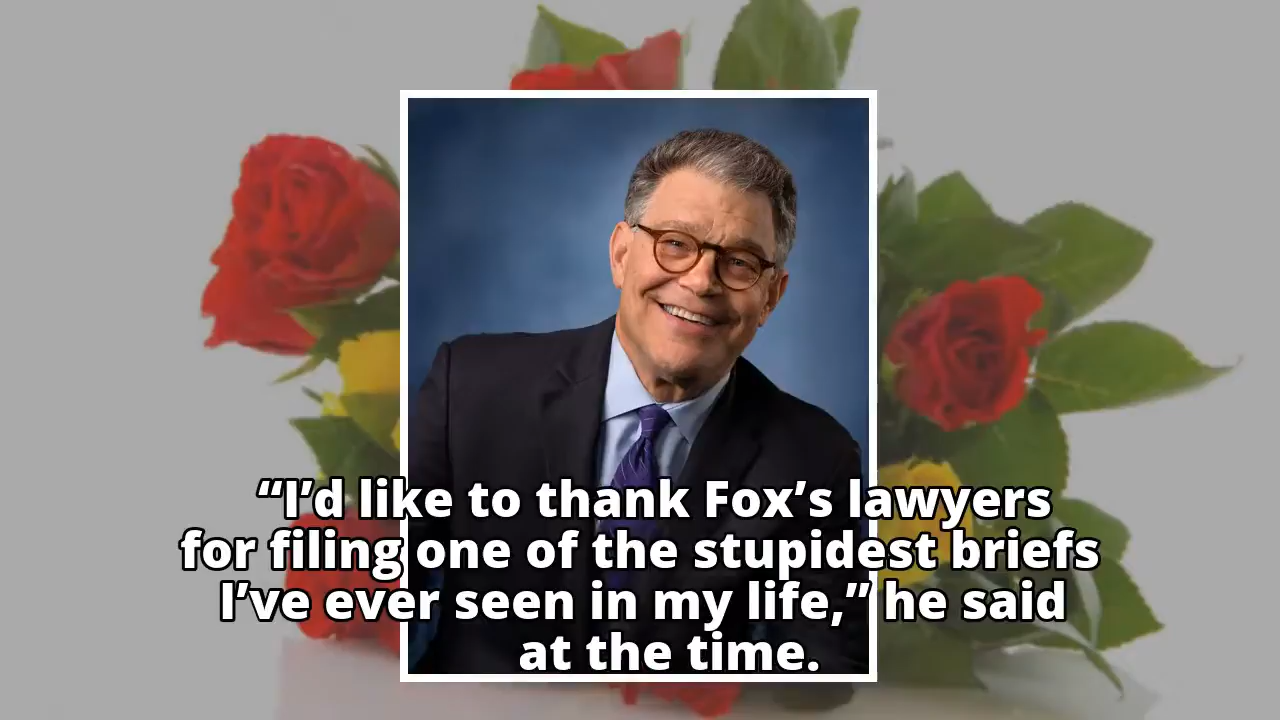 “I’d like to thank Fox’s lawyers
for filing one of the stupidest briefs
I’ve ever seen in my life,” he said
at the time.